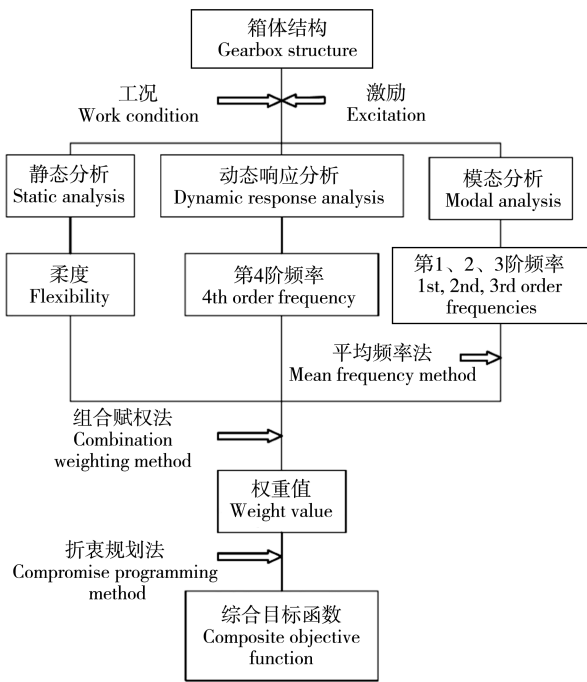 箱体结构
Gearbox structure
工况
Work condition
激励
Excitation
静态分析
Static analysis
动态响应分析
Dynamic response analysis
模态分析
Modal analysis
柔度
Flexibility
第4阶频率
4th order frequency
第1、2、3阶频率
1st, 2nd, 3rd order
frequencies
平均频率法
Mean frequency method
组合赋权法
Combination
weighting method
权重值
Weight value
折衷规划法
Compromise programming
method
综合目标函数
Composite objective
function